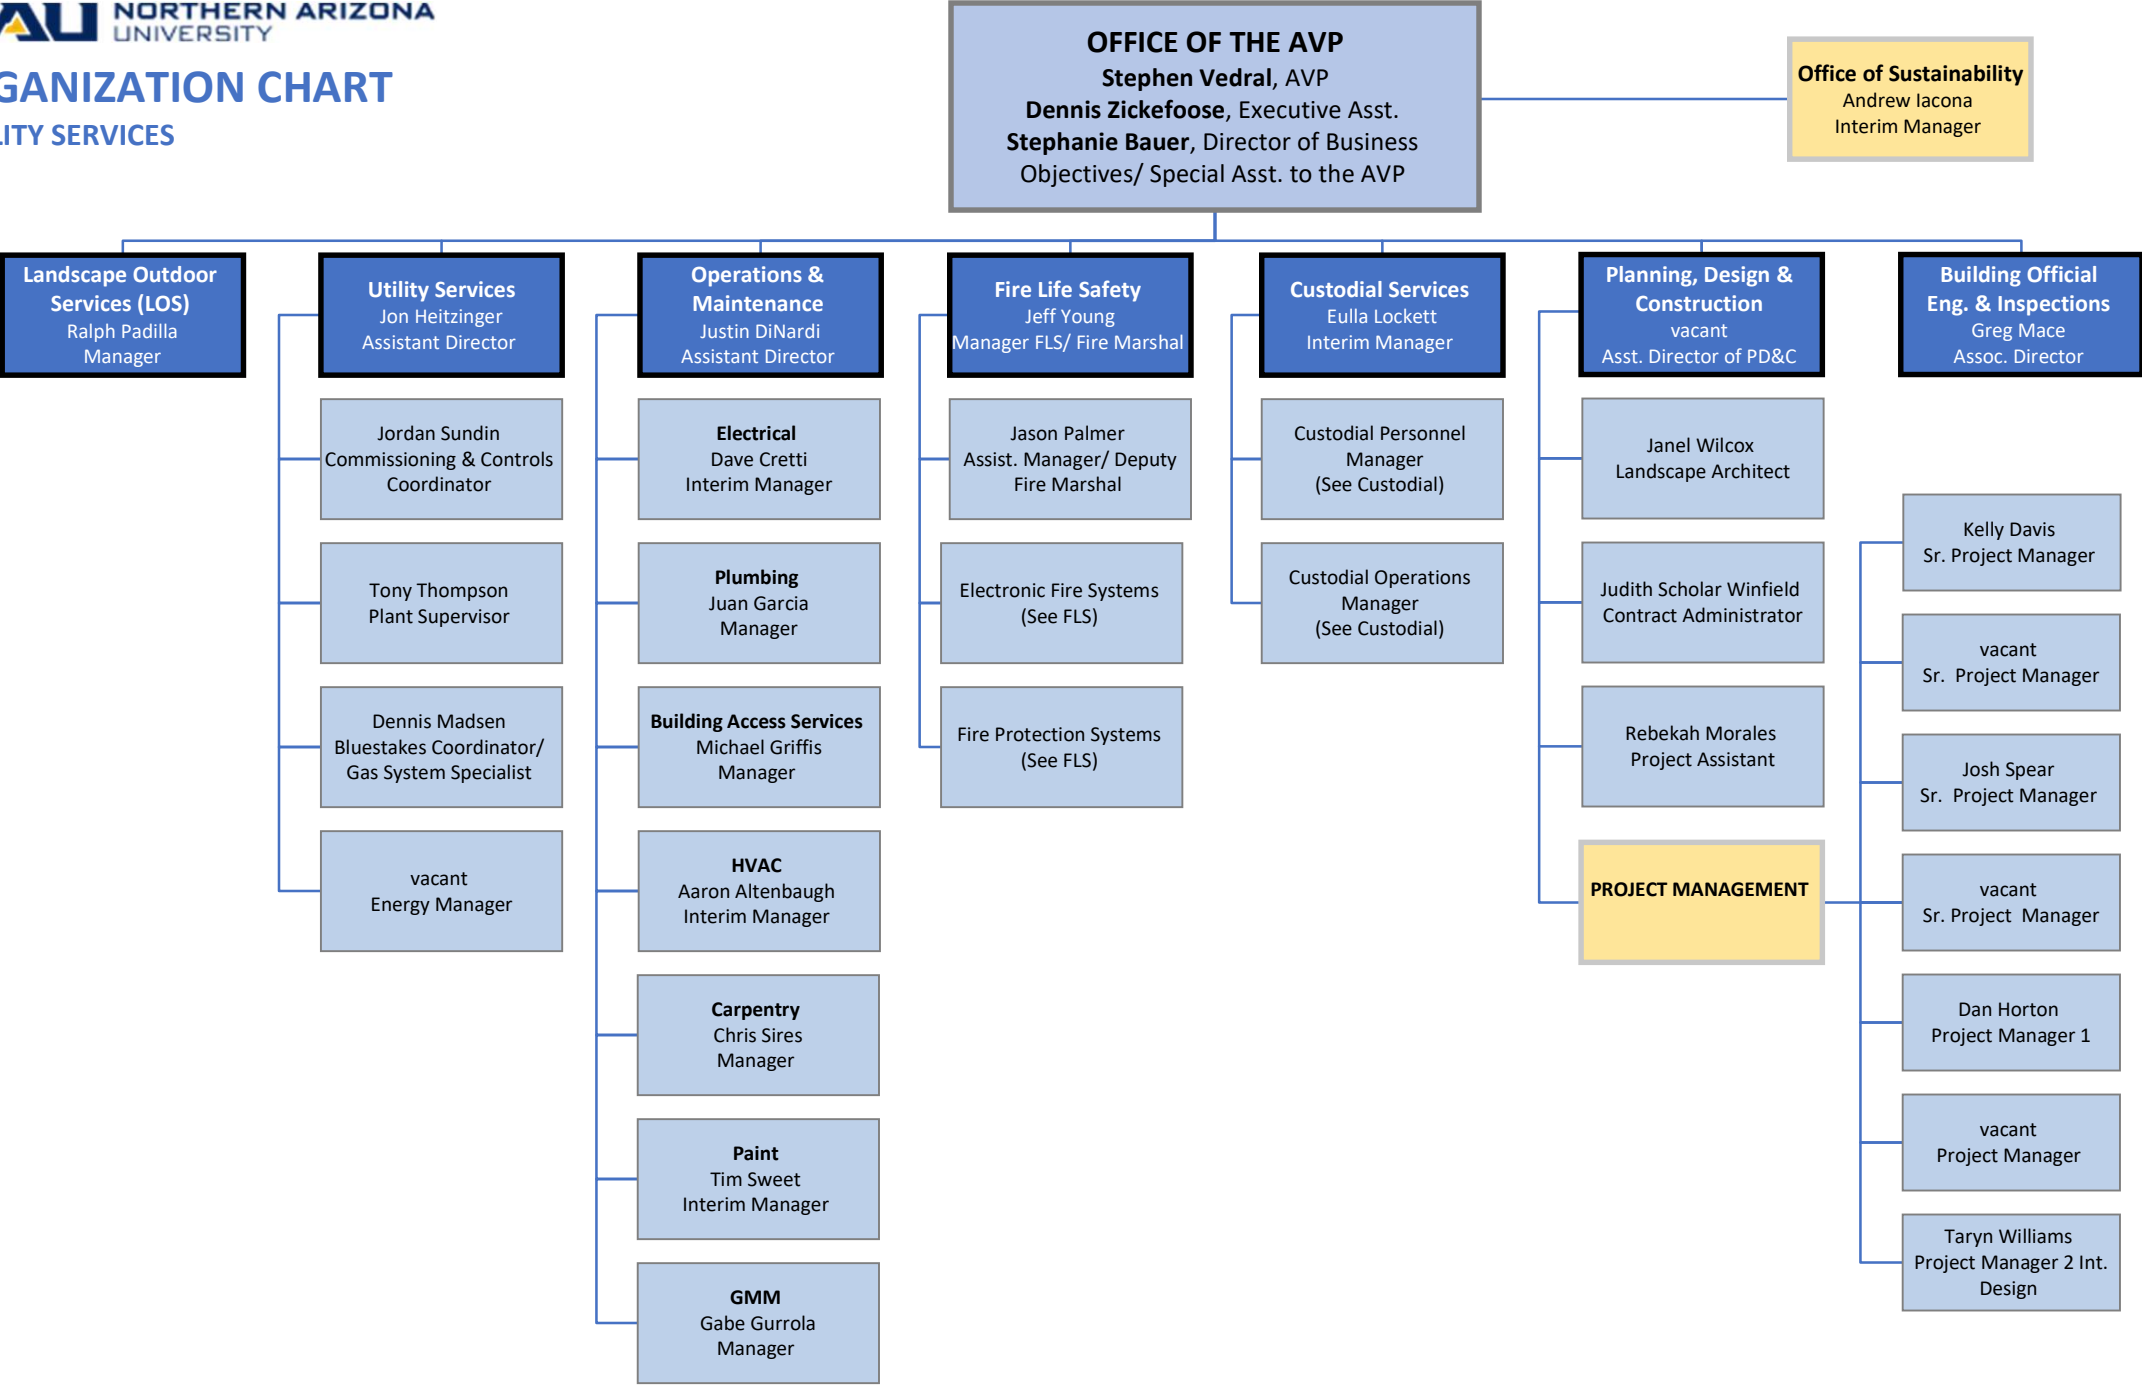 NORTHERN ARIZONA
UNIVERSITY
GANIZATION CHART
LITY SERVICES
OFFICE OF THE AVP
Stephen Vedral, AVP
Dennis Zickefoose, Executive Asst.
Stephanie Bauer, Director of Business
Objectives/ Special Asst. to the AVP
Office of Sustainability
Andrew Iacona
Interim Manager
Landscape Outdoor
Services (LOS)
Ralph Padilla
Manager
Utility Services
Jon Heitzinger
Assistant Director
Operations &
Maintenance
Justin DiNardi
Assistant Director
Fire Life Safety
Jeff Young
Manager FLS/ Fire Marshal
Custodial Services
Eulla Lockett
Interim Manager
Planning, Design &
Construction
vacant
Asst. Director of PD&C
Building Official
Eng. & Inspections
Greg Mace
Assoc. Director
Jordan Sundin
Commissioning & Controls
Coordinator
Tony Thompson
Plant Supervisor
Dennis Madsen
Bluestakes Coordinator/
Gas System Specialist
vacant
Energy Manager
Electrical
Dave Cretti
Interim Manager
Plumbing
Juan Garcia
Manager
Building Access Services
Michael Griffis
Manager
HVAC
Aaron Altenbaugh
Interim Manager
Carpentry
Chris Sires
Manager
Paint
Tim Sweet
Interim Manager
GMM
Gabe Gurrola
Manager
Jason Palmer
Assist. Manager/ Deputy
Fire Marshal
Electronic Fire Systems
(See FLS)
Fire Protection Systems
(See FLS)
Custodial Personnel
Manager
(See Custodial)
Custodial Operations
Manager
(See Custodial)
Janel Wilcox
Landscape Architect
Judith Scholar Winfield
Contract Administrator
Rebekah Morales
Project Assistant
PROJECT MANAGEMENT
Kelly Davis
Sr. Project Manager
vacant
Sr.  Project Manager
Josh Spear
Sr.  Project Manager
vacant
Sr. Project  Manager
Dan Horton
Project Manager 1
vacant
Project Manager
Taryn Williams
Project Manager 2 Int.
Design